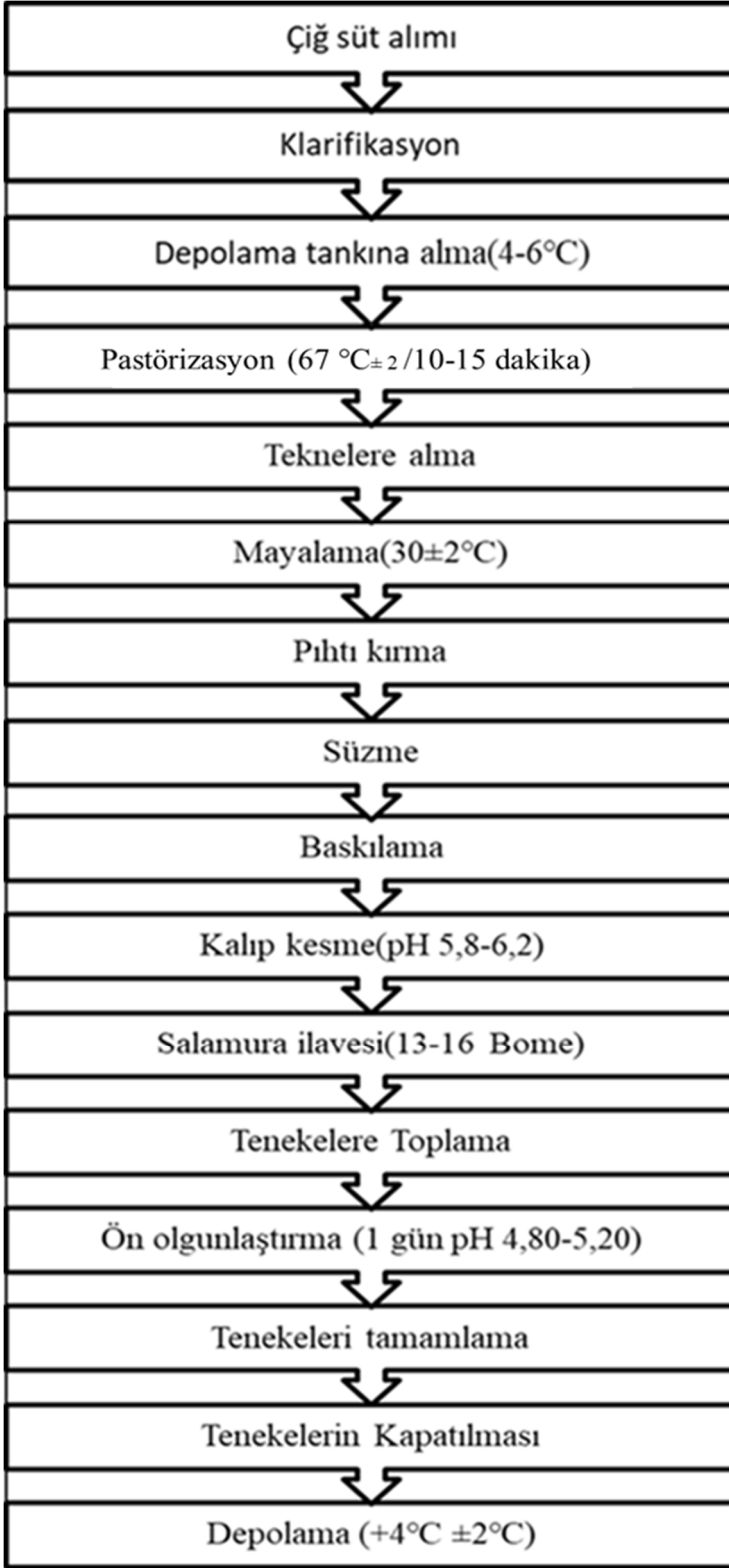 Çiğ süt alımı
Klarifikasyon
Depolama tankına alma(4-6°C)
Pastörizasyon (67 °C± 2 /10-15 dakika)
Teknelere alma
Mayalama(30±2°C)
Pıhtı kırma
Süzme
Baskılama
Kalıp kesme(pH 5,8-6,2)
Salamura ilavesi(13-16 Bome)
Tenekelere Toplama
Ön olgunlaştırma (1 gün pH 4,80-5,20)
Tenekeleri tamamlama
Tenekelerin Kapatılması
Depolama (+4°C ±2°C)